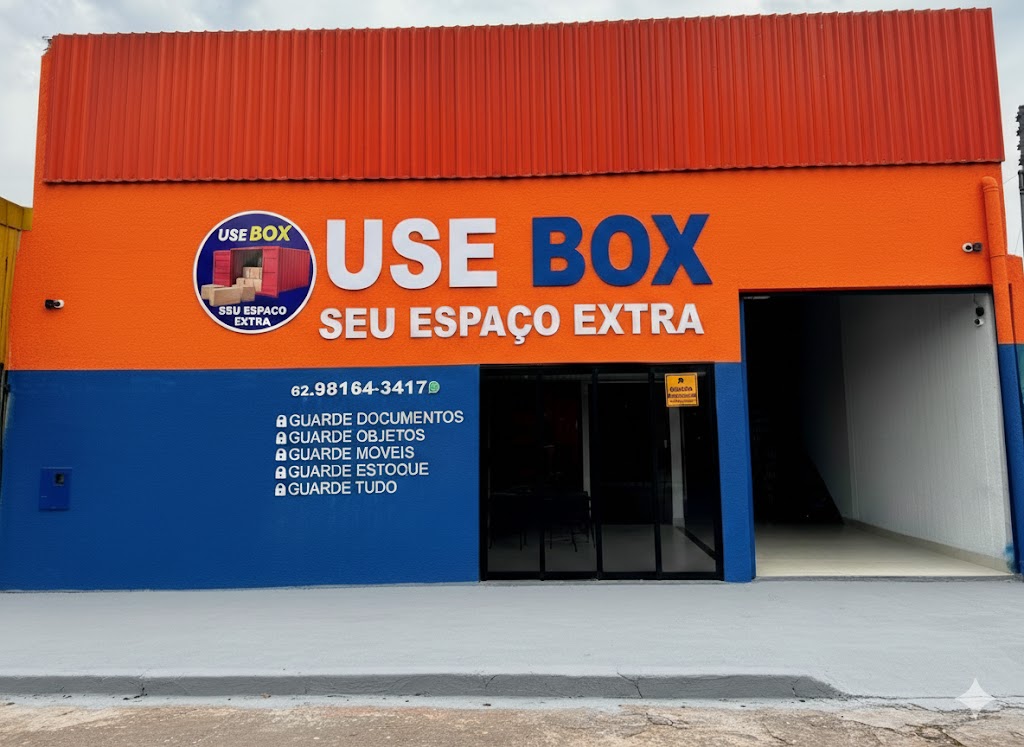 USE BOX
SEU ESPACO
EXTRA
USE BOX
SEU ESPAÇO EXTRA
62.98164-3417
GUARDE DOCUMENTOS
GUARDE OBJETOS
GUARDE MOVEIS
GUARDE ESTOQUE
GUARDE TUDO